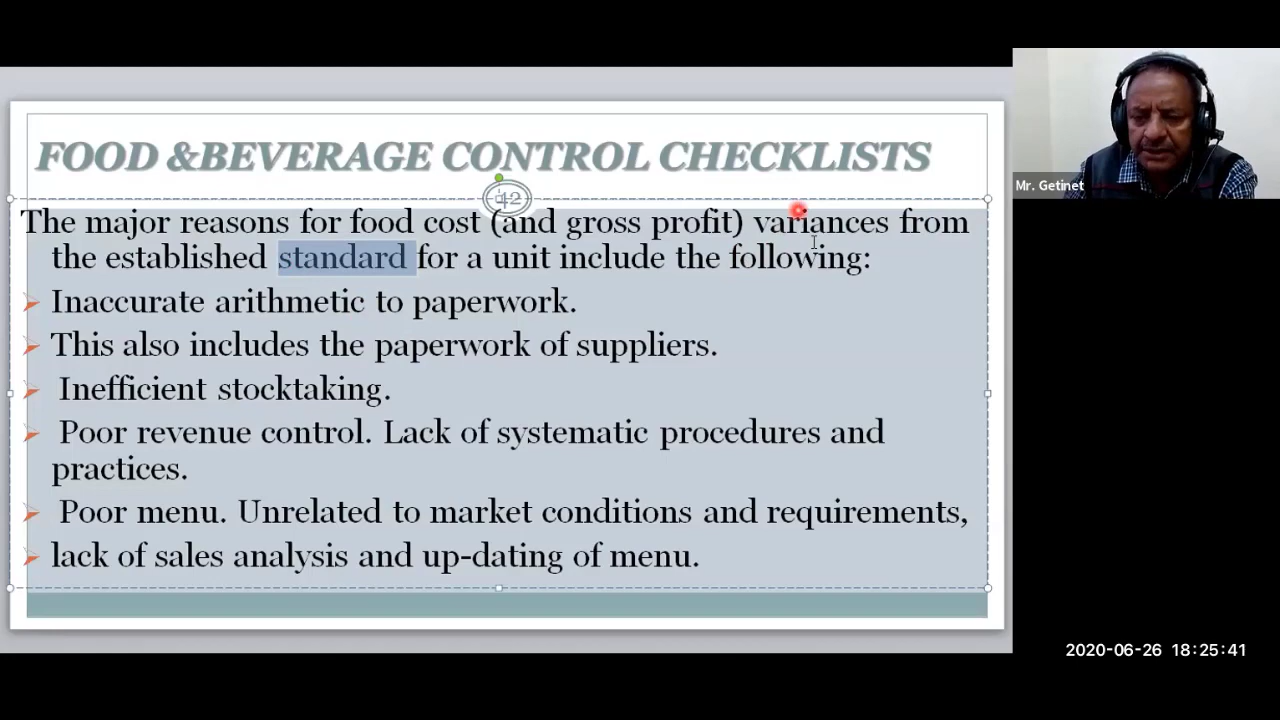 FOOD &BEVERAGE CONTROL CHECKLISTS
42
The major reasons for food cost (and gross profit) variances from
the established standard for a unit include the following:
Inaccurate arithmetic to paperwork.
This also includes the paperwork of suppliers.
Inefficient stocktaking.
Poor revenue control. Lack of systematic procedures and
practices.
Poor menu. Unrelated to market conditions and requirements,
lack of sales analysis and up-dating of menu.
Mr. Getinet
2020-06-26 18:25:41